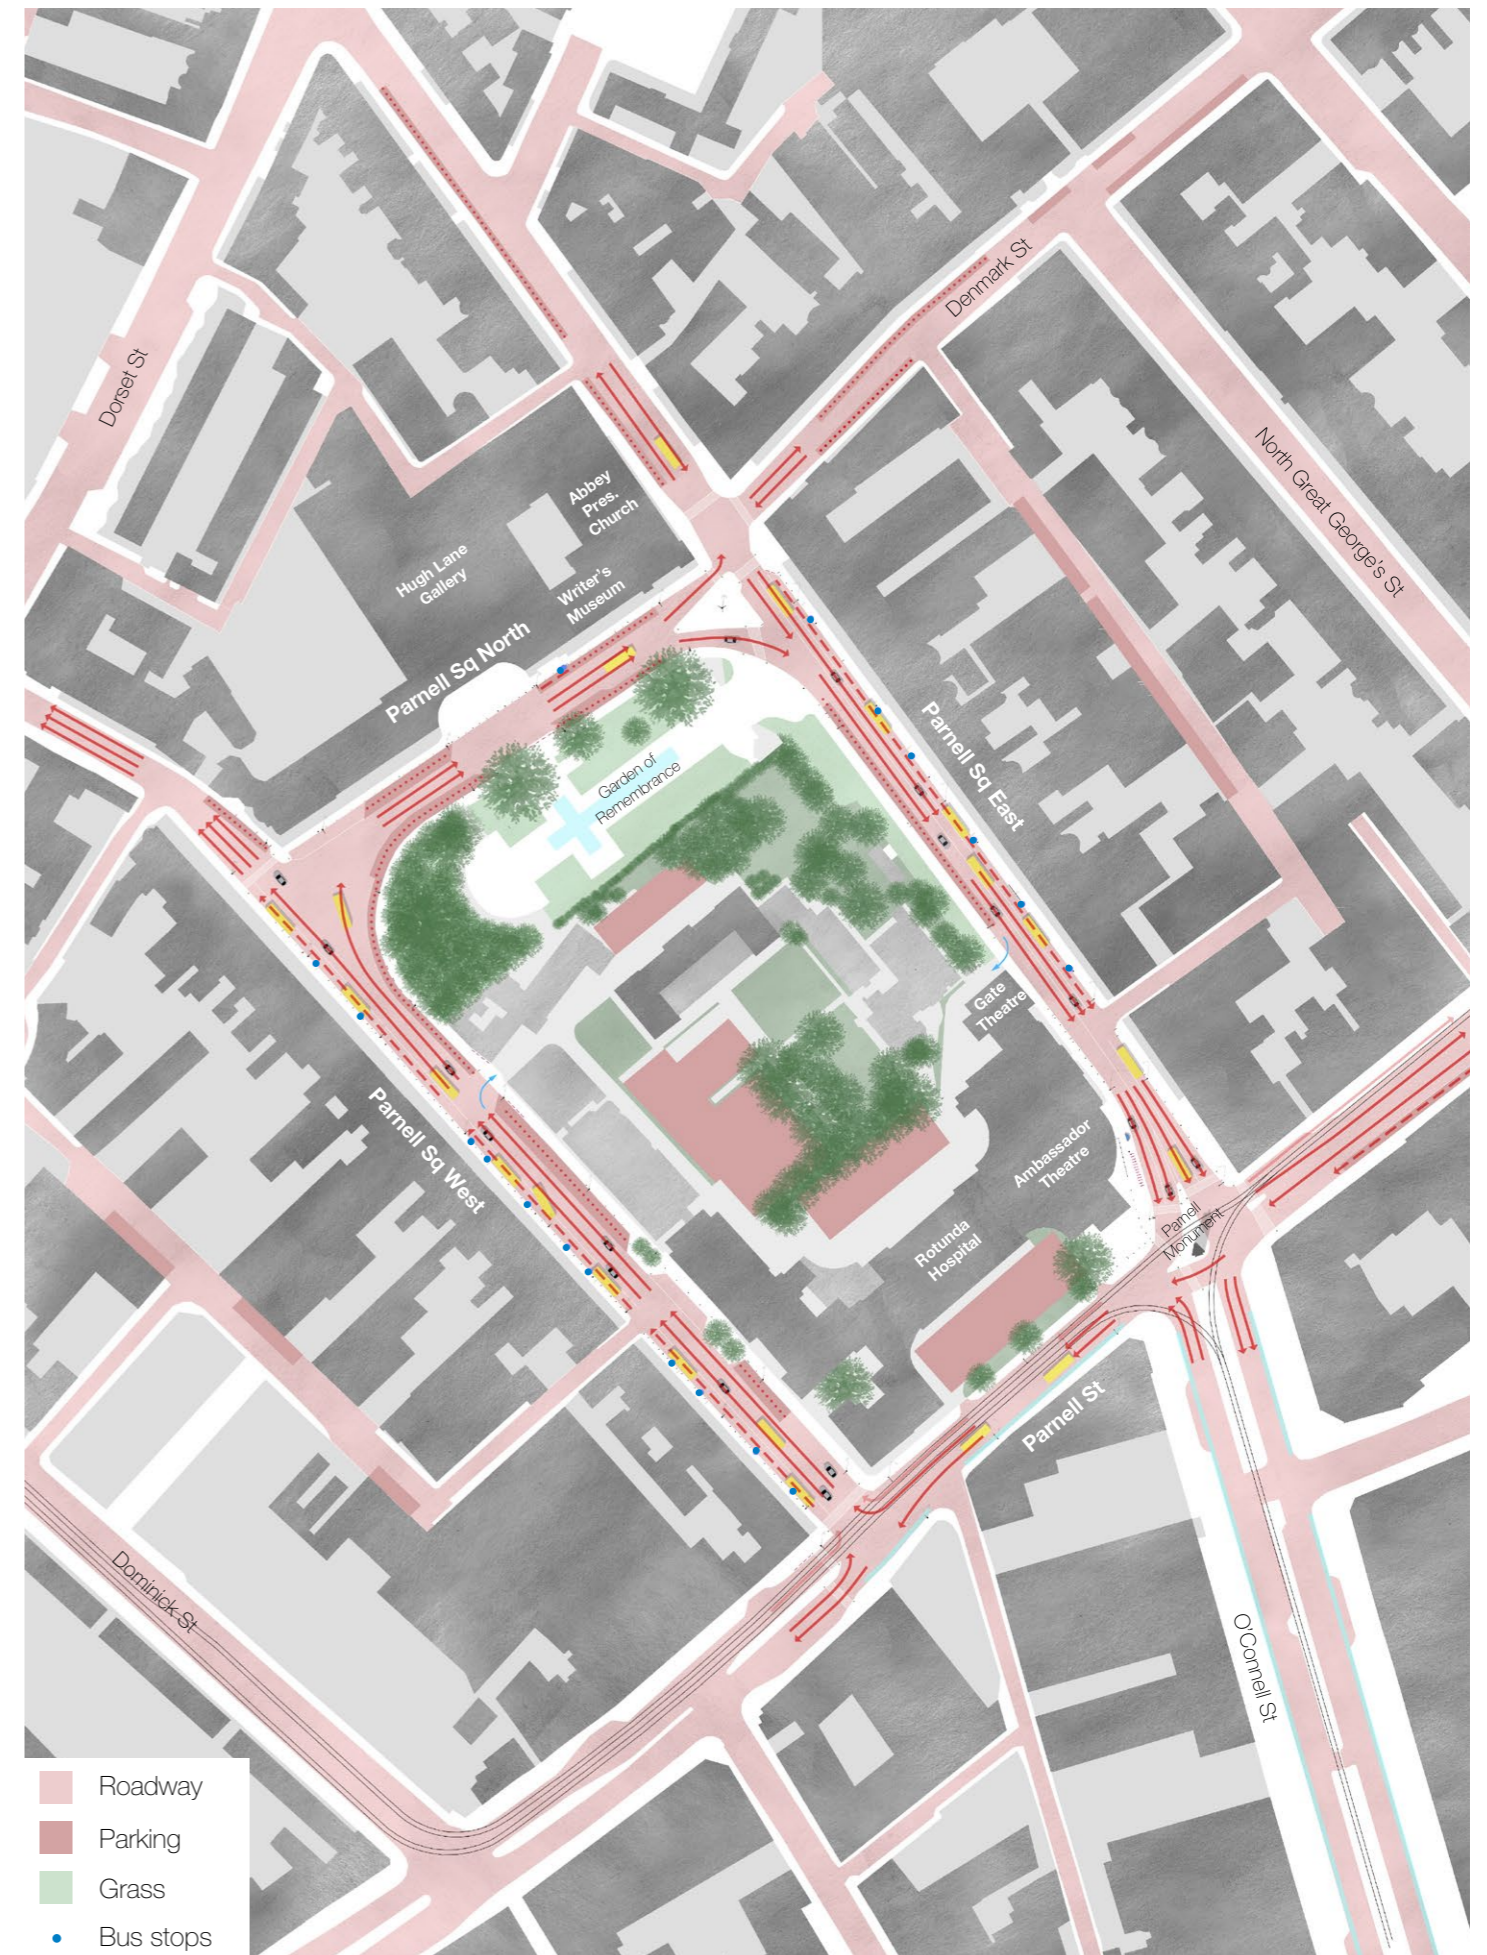 Denmark St
Dorset St
North Great George's St
Abbey
Pres.
Church
Hugh Lane
Gallery
Writer's
Museum
Parnell Sq North
Parnell Sq East
Garden of
Remembrance
Gate
Theatre
Parnell Sq West
Ambassador
Theatre
Parnell
Monument
Rotunda
Hospital
Parnell St
Dominick St
O'Connell St
Roadway
Parking
Grass
Bus stops